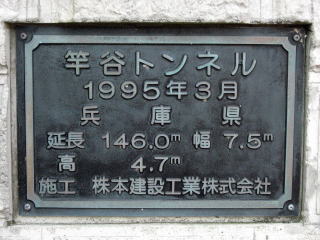 竿谷トンネル
1995年3月
兵庫県
延長 146.0m 幅 7.5m
高 4.7m
施工 株本建設工業株式会社